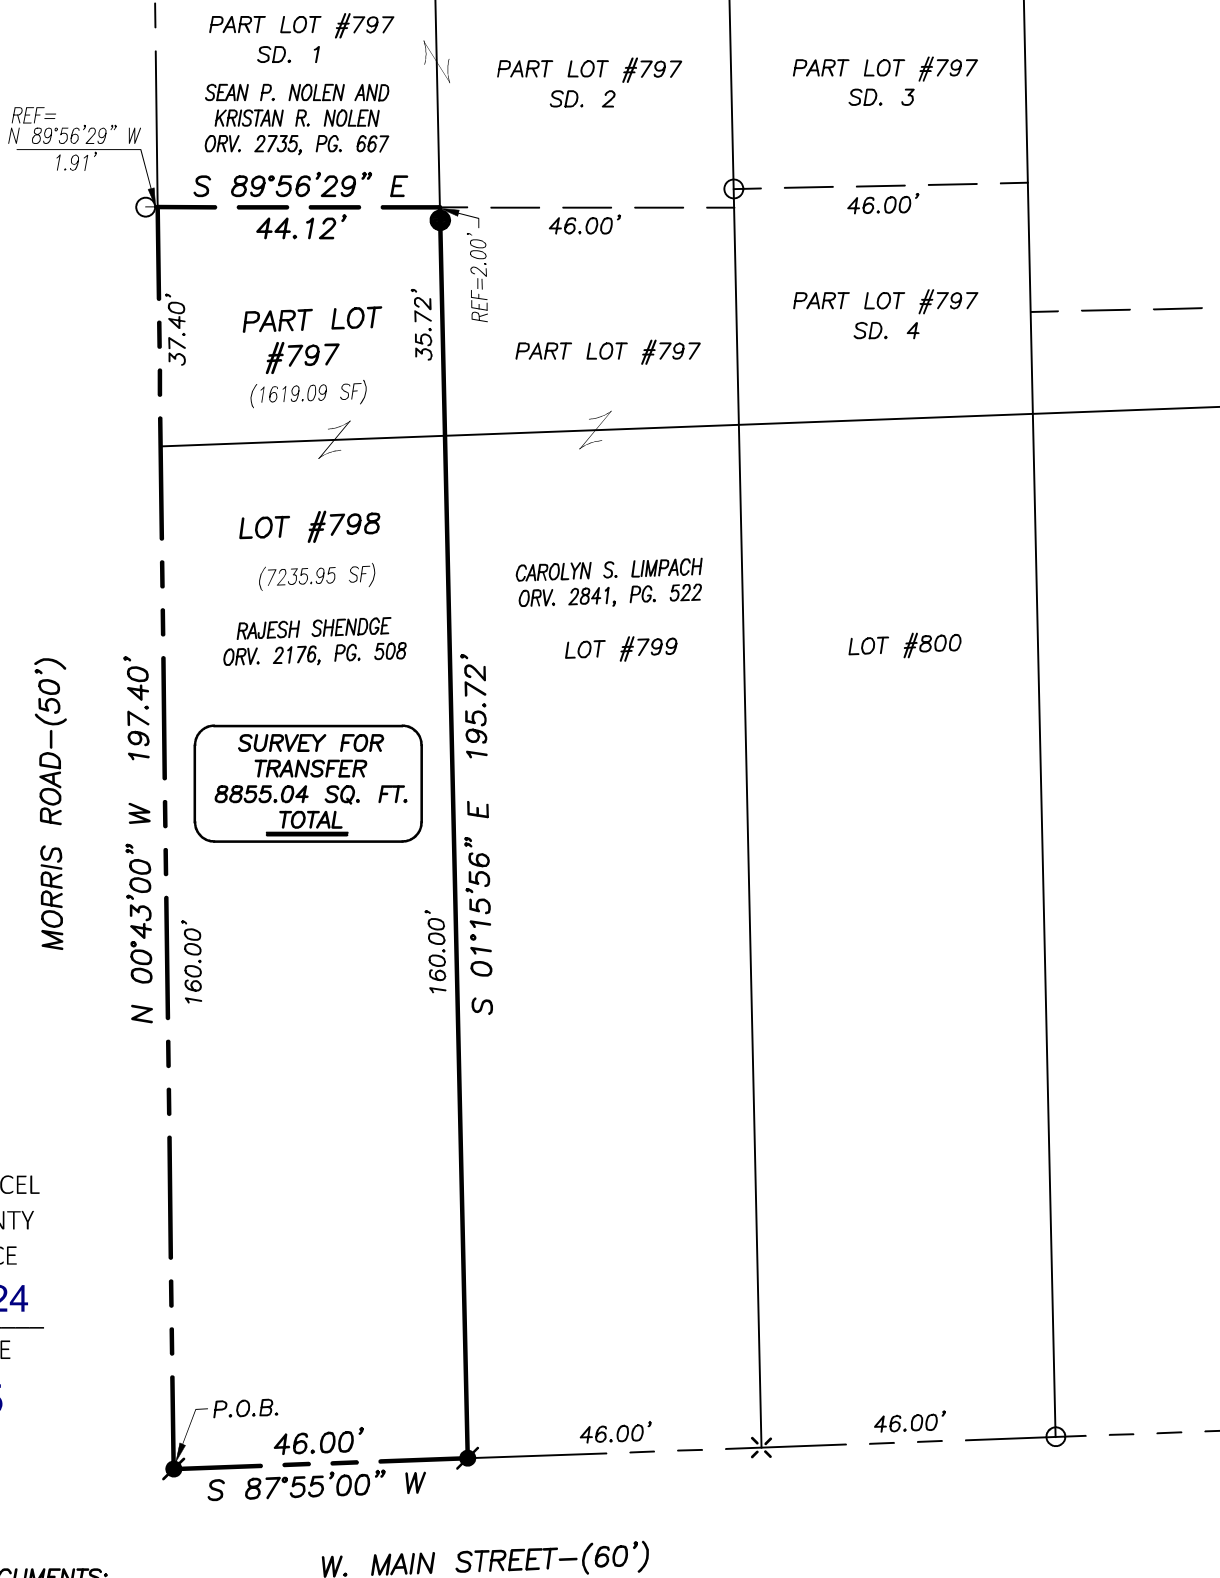 PART LOT #797
SD. 1
SEAN P. NOLEN AND
KRISTAN R. NOLEN
ORV. 2735, PG. 667
PART LOT #797
SD. 2
PART LOT #797
SD. 3
REF=
N 89°56'29" W
1.91'
S 89°56'29" E
44.12'
REF=2.00'
46.00'
46.00'
37.40'
PART LOT
#797
(1619.09 SF)
35.72'
PART LOT #797
PART LOT #797
SD. 4
LOT #798
(7235.95 SF)
RAJESH SHENDGE
ORV. 2176, PG. 508
CAROLYN S. LIMPACH
ORV. 2841, PG. 522
LOT #799
LOT #800
MORRIS ROAD-(50')
N 00°43'00" W 197.40'
160.00'
SURVEY FOR
TRANSFER
8855.04 SQ. FT.
TOTAL
160.00'
S 01°15'56" E 195.72'
CEL
NTY
CE
24
E
P.O.B.
46.00'
S 87°55'00" W
46.00'
46.00'
W. MAIN STREET-(60')
CUMENTS: